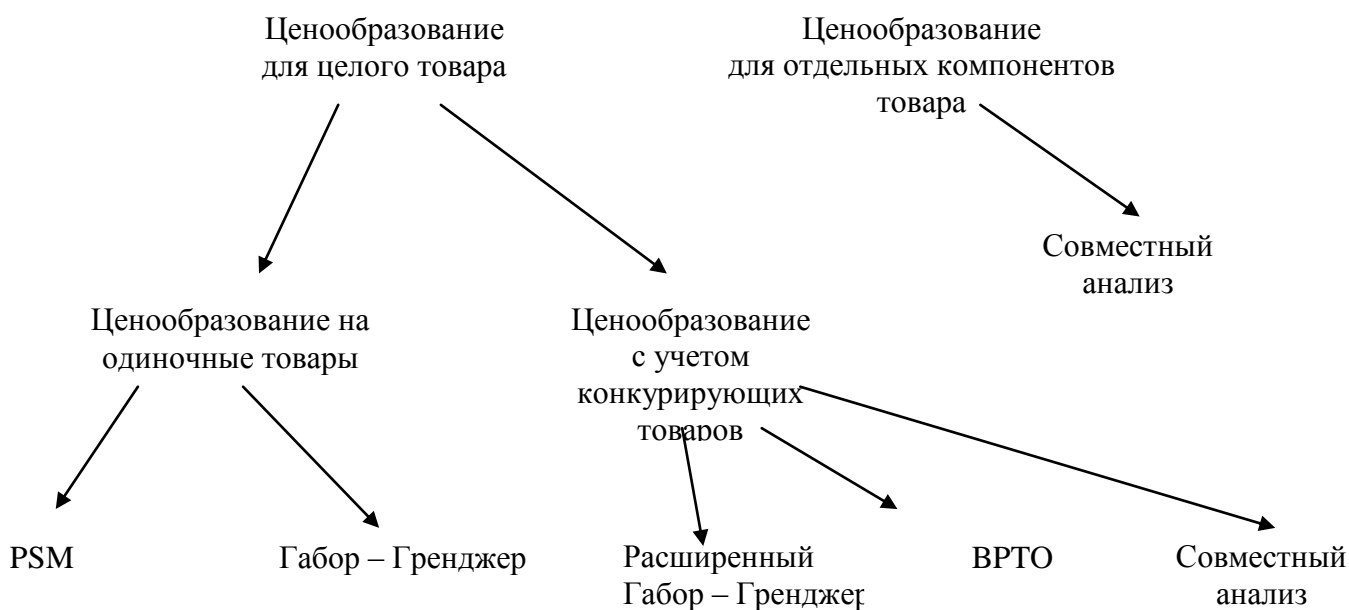 Ценообразование
для целого товара
Ценообразование
для отдельных компонентов
товара
Совместный
анализ
Ценообразование на
одиночные товары
Ценообразование
с учетом
конкурирующих
товаров
PSM
Габор – Гренджер
Расширенный
Габор – Гренджер
BPTO
Совместный
анализ